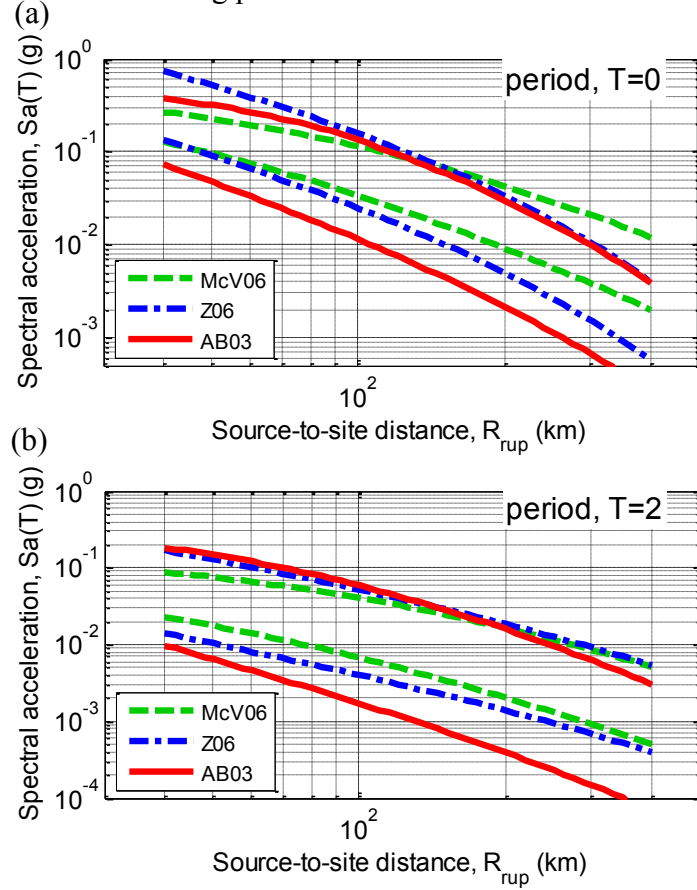 (a)
10^0
10^-1
10^-2
10^-3
Spectral acceleration, Sa(T) (g)
period, T=0
McV06
Z06
AB03
10^2
Source-to-site distance, R_rup (km)
(b)
10^0
10^-1
10^-2
10^-3
10^-4
Spectral acceleration, Sa(T) (g)
period, T=2
McV06
Z06
AB03
10^2
Source-to-site distance, R_rup (km)